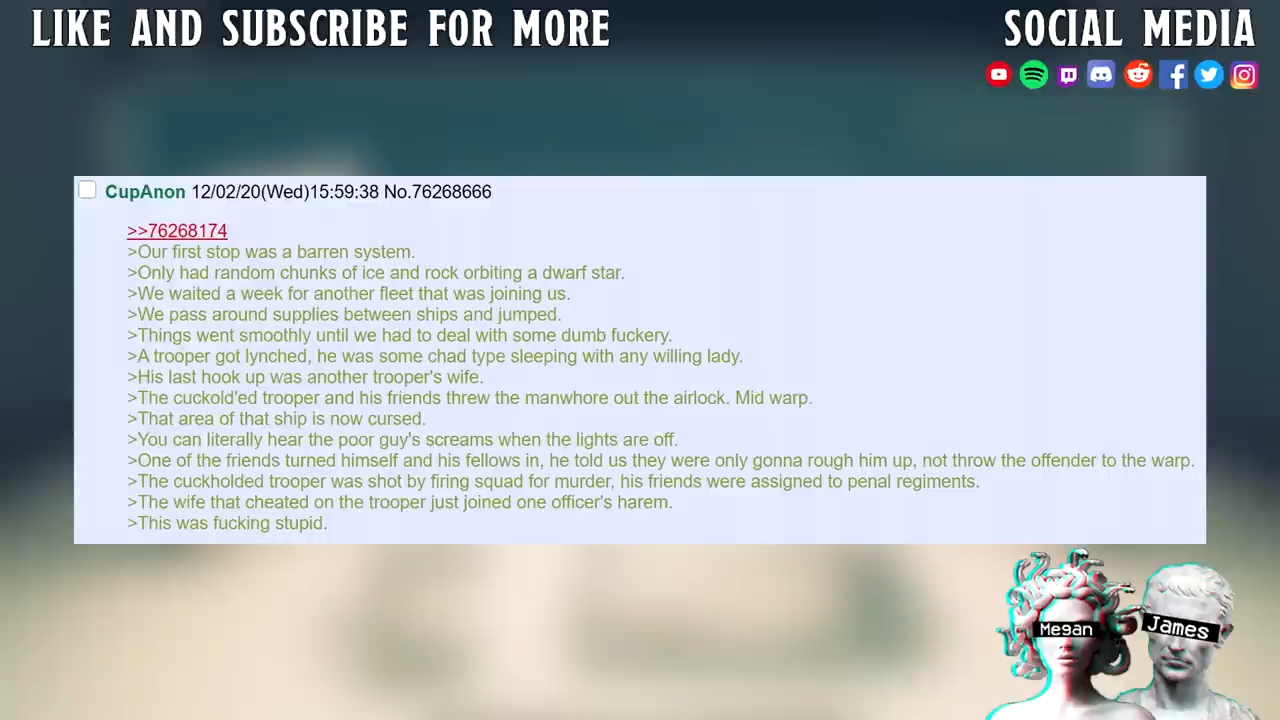 LIKE AND SUBSCRIBE FOR MORE
SOCIAL MEDIA
CupAnon 12/02/20(Wed)15:59:38 No.76268666
>>76268174
>Our first stop was a barren system.
>Only had random chunks of ice and rock orbiting a dwarf star.
>We waited a week for another fleet that was joining us.
>We pass around supplies between ships and jumped.
>Things went smoothly until we had to deal with some dumb fuckery.
>A trooper got lynched, he was some chad type sleeping with any willing lady.
>His last hook up was another trooper's wife.
>The cuckold'ed trooper and his friends threw the manwhore out the airlock. Mid warp.
>That area of that ship is now cursed.
>You can literally hear the poor guy's screams when the lights are off.
>One of the friends turned himself and his fellows in, he told us they were only gonna rough him up, not throw the offender to the warp.
>The cuckholded trooper was shot by firing squad for murder, his friends were assigned to penal regiments.
>The wife that cheated on the trooper just joined one officer's harem.
>This was fucking stupid.
Megan
James